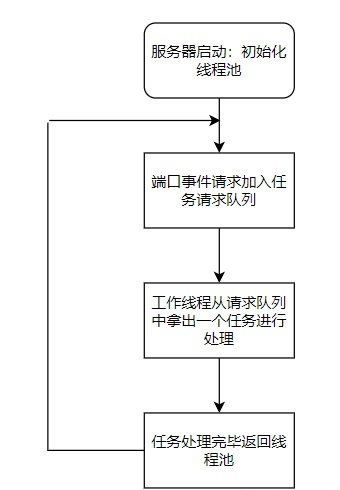 服务器启动：初始化
线程池
端口事件请求加入任
务请求队列
工作线程从请求队列
中拿出一个任务进行
处理
任务处理完毕返回线
程池